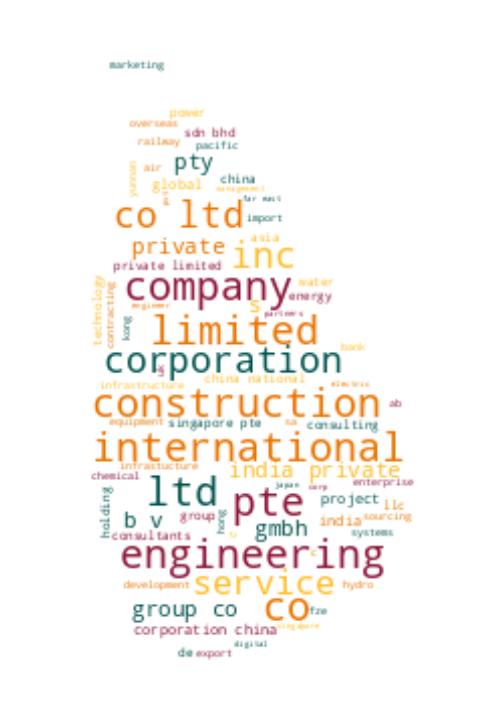 marketing
power
overseas
sdn bhd
railway
pacific
pty
air
china
yunnan
global
management
far east
co ltd
import
asia
private
inc
private limited
water
company
energy
technology
contracting
engineer
s
partners
kong
limited
bank
corporation
uk
china national
infrastructure
electric
construction
ab
equipment
singapore pte
sa
consulting
international
infrastucture
india private
chemical
japan
corp
enterprise
ltd
pte
holding
project
llc
b v
group
hong
gmbh
india
sourcing
consultants
systems
engineering
c
development
service
hydro
group co
co
fze
corporation china
singapore
digital
de
export